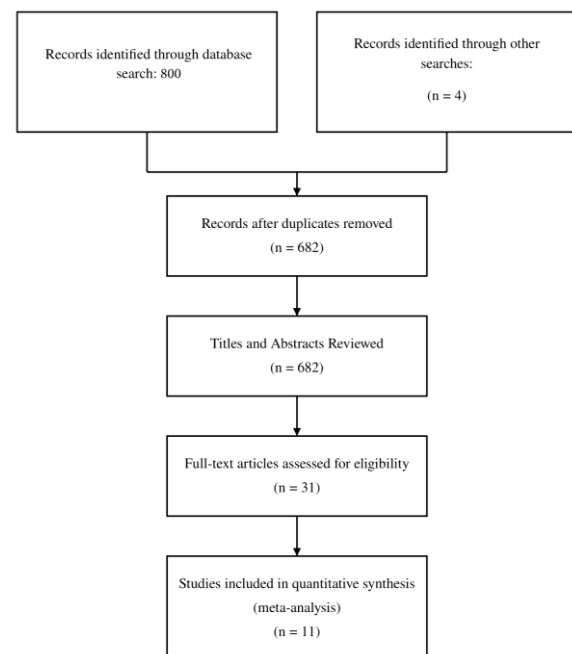 Records identified through database
search: 800
Records identified through other
searches:
(n = 4)
Records after duplicates removed
(n = 682)
Titles and Abstracts Reviewed
(n = 682)
Full-text articles assessed for eligibility
(n = 31)
Studies included in quantitative synthesis
(meta-analysis)
(n = 11)